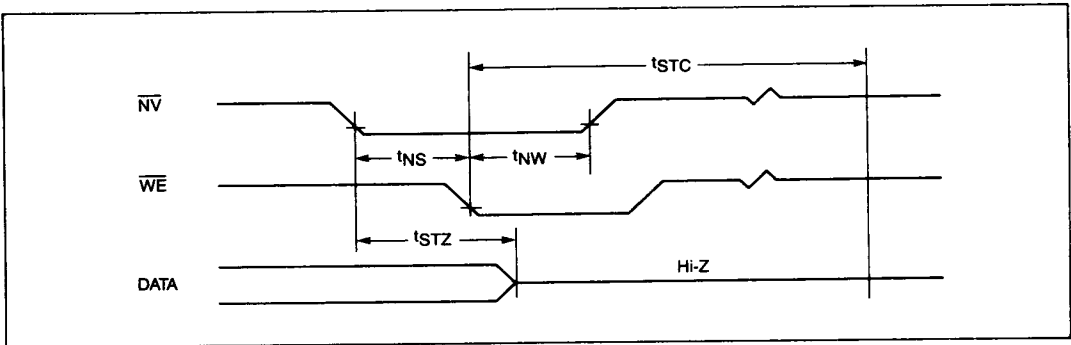 tSTC
NV
tNS
tNW
WE
tSTZ
DATA
Hi-Z